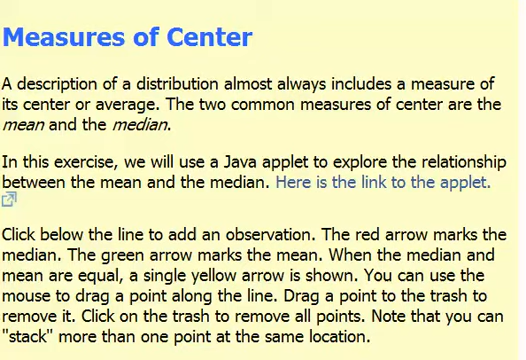 Measures of Center
A description of a distribution almost always includes a measure of
its center or average. The two common measures of center are the
mean and the median.
In this exercise, we will use a Java applet to explore the relationship
between the mean and the median. Here is the link to the applet.
Click below the line to add an observation. The red arrow marks the
median. The green arrow marks the mean. When the median and
mean are equal, a single yellow arrow is shown. You can use the
mouse to drag a point along the line. Drag a point to the trash to
remove it. Click on the trash to remove all points. Note that you can
"stack" more than one point at the same location.